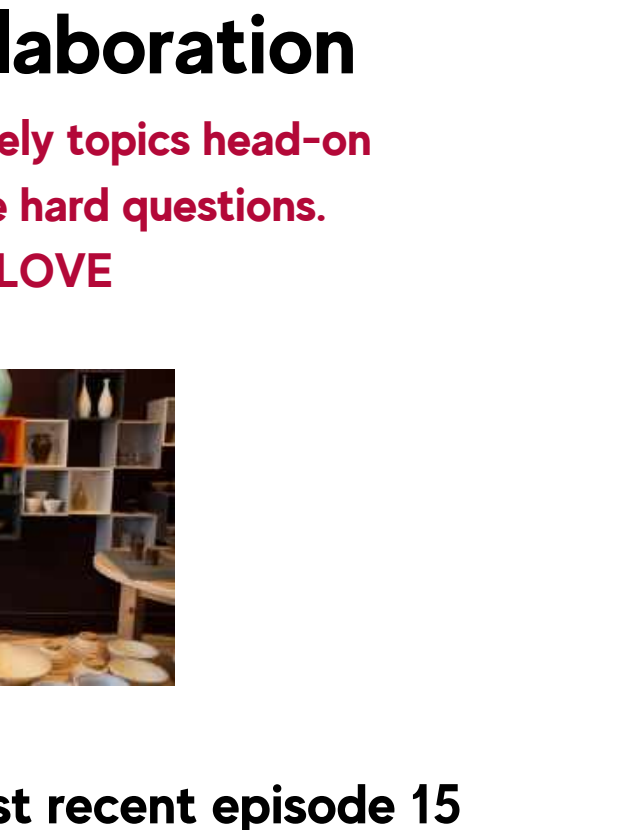 laboration
ely topics head-on
e hard questions.
LOVE
st recent episode 15